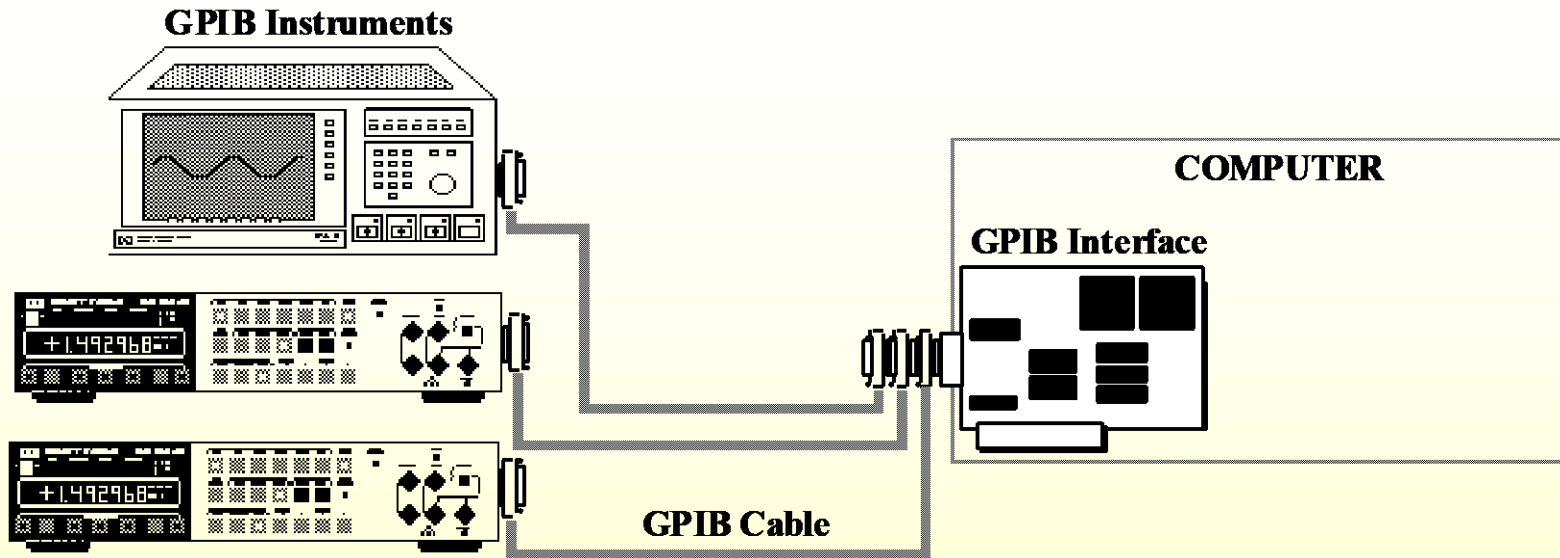 GPIB Instruments
COMPUTER
GPIB Interface
+1.492968
+1.492968
GPIB Cable